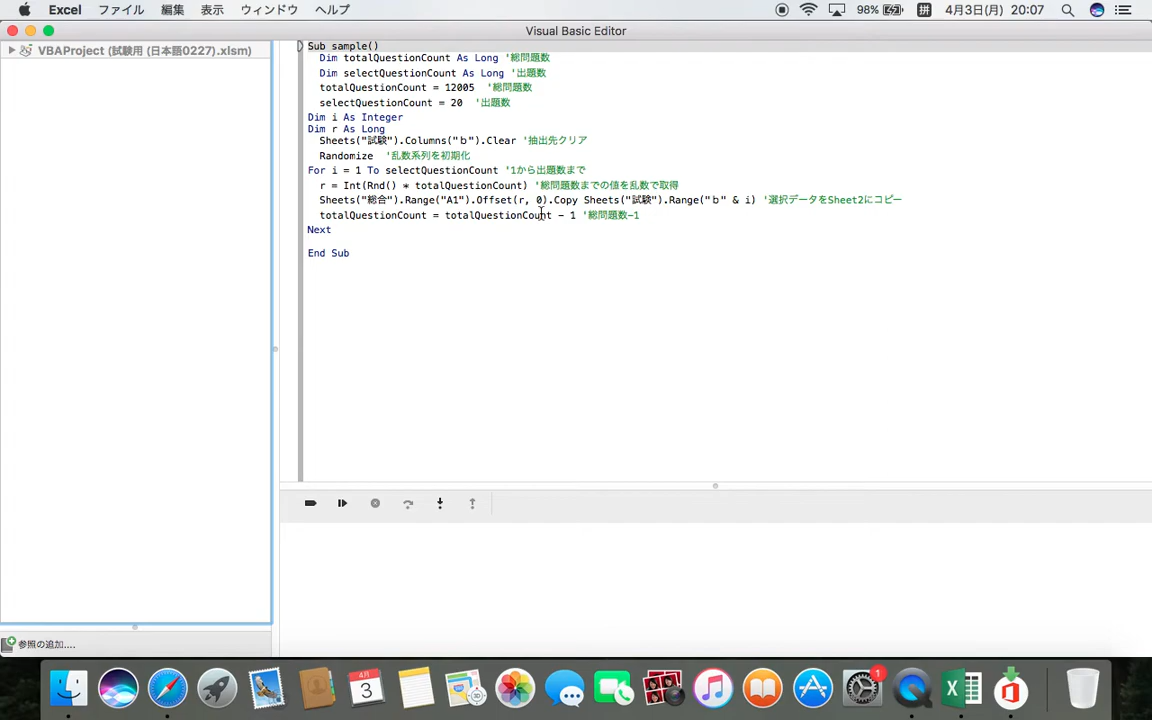 Excel ファイル 編集 表示 ウィンドウ ヘルプ 98% 拼 4月3日(月) 20:07
Visual Basic Editor
VBAProject (試験用 (日本語0227).xlsm)
Sub sample()
Dim totalQuestionCount As Long '総問題数
Dim selectQuestionCount As Long '出題数
totalQuestionCount = 12005 '総問題数
selectQuestionCount = 20 '出題数
Dim i As Integer
Dim r As Long
Sheets("試験").Columns("ｂ").Clear '抽出先クリア
Randomize '乱数系列を初期化
For i = 1 To selectQuestionCount '1から出題数まで
r = Int(Rnd() * totalQuestionCount) '総問題数までの値を乱数で取得
Sheets("総合").Range("A1").Offset(r, 0).Copy Sheets("試験").Range("ｂ" & i) '選択データをSheet2にコピー
totalQuestionCount = totalQuestionCount - 1 '総問題数-1
Next
End Sub
参照の追加....
4月
3
1